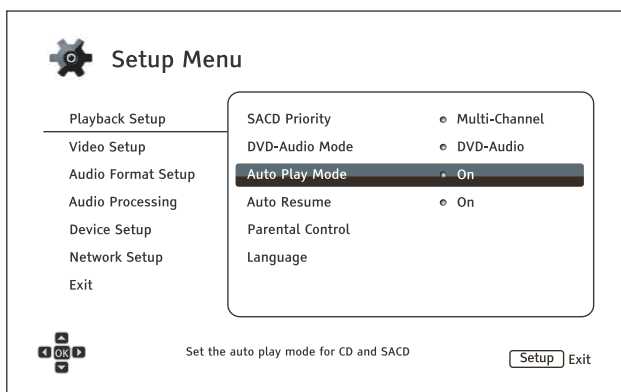 Setup Menu
Playback Setup
Video Setup
Audio Format Setup
Audio Processing
Device Setup
Network Setup
Exit
SACD Priority Multi-Channel
DVD-Audio Mode DVD-Audio
Auto Play Mode On
Auto Resume On
Parental Control
Language
OK
Set the auto play mode for CD and SACD
Setup Exit